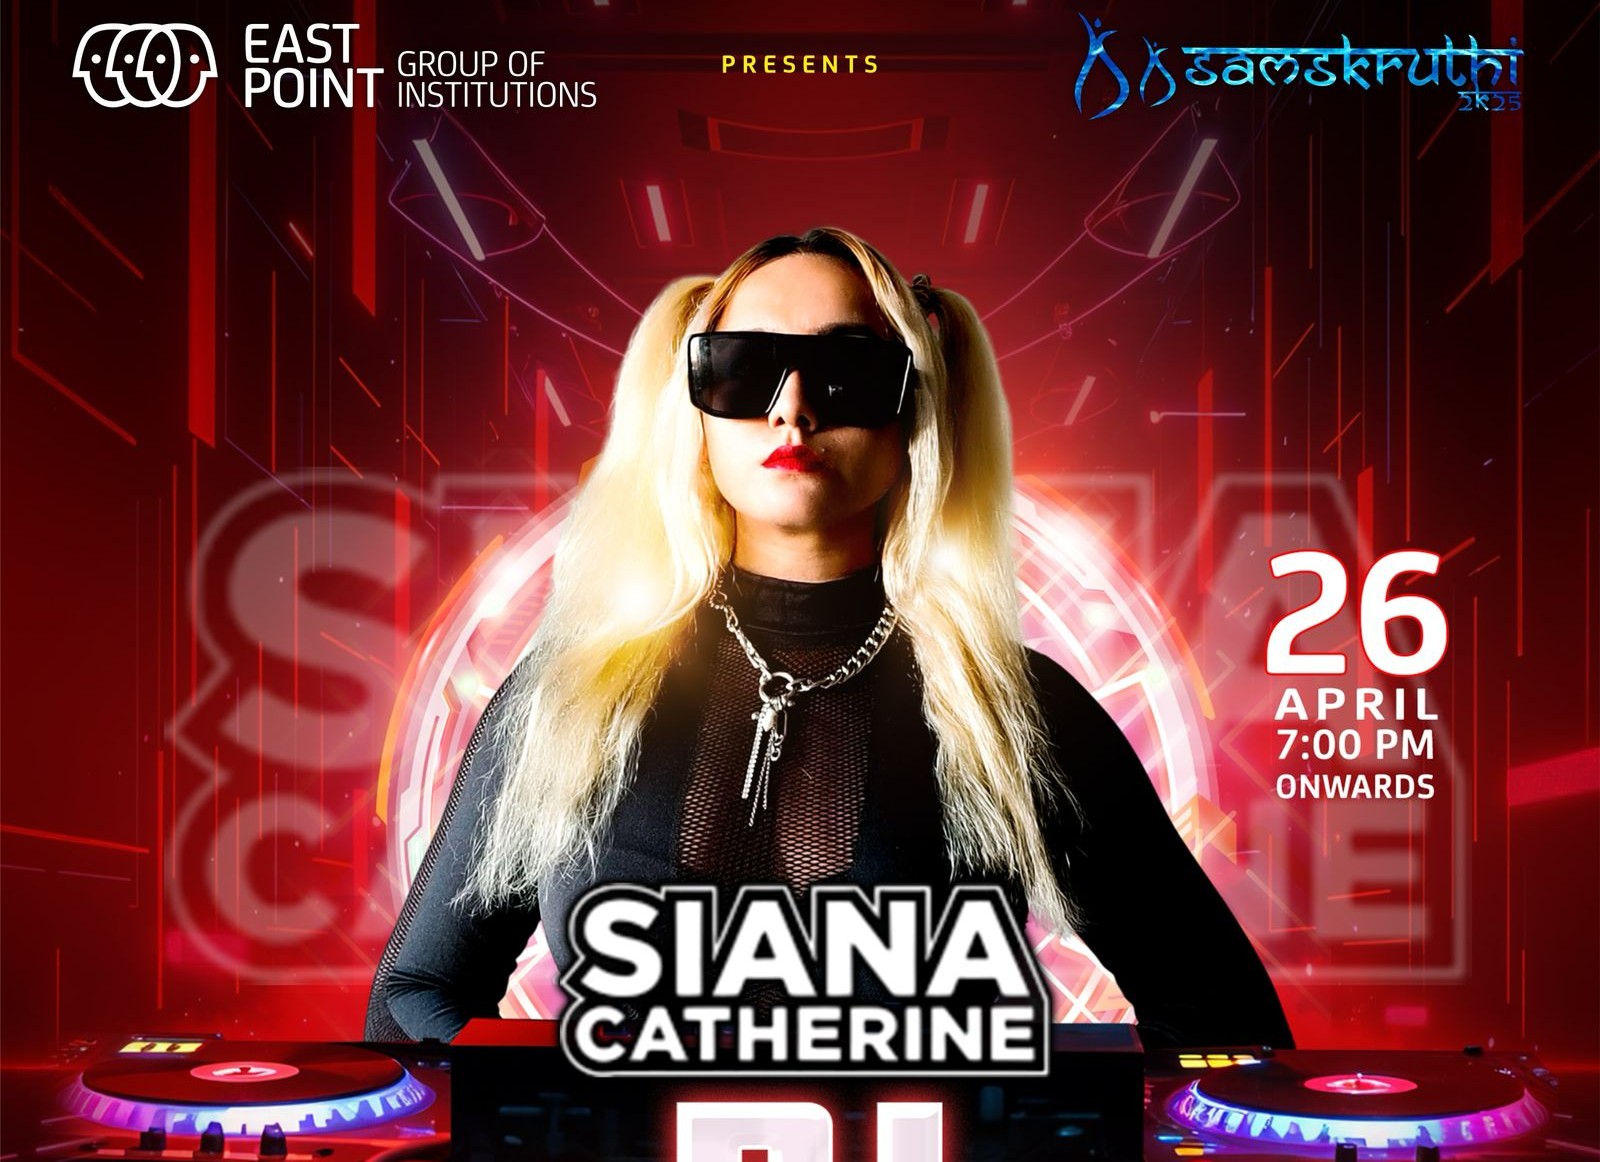 EAST
POINT
GROUP OF
INSTITUTIONS
PRESENTS
samskruthi
2k25
26
APRIL
7:00 PM
ONWARDS
SIANA
CATHERINE